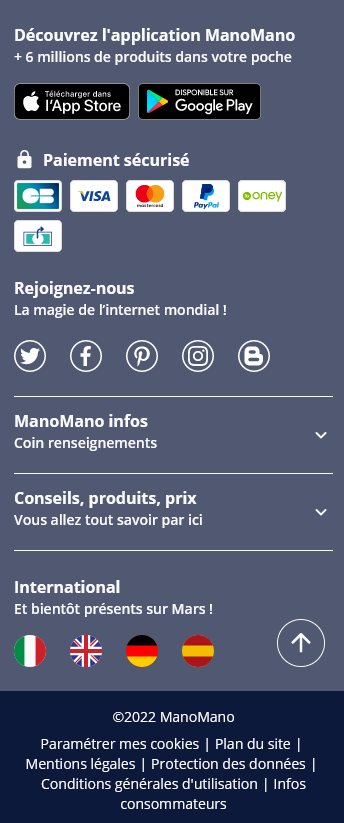 Découvrez l'application ManoMano
+ 6 millions de produits dans votre poche
Télécharger dans
l'App Store
DISPONIBLE SUR
Google Play
Paiement sécurisé
CB
VISA
mastercard
PayPal
oney
Rejoignez-nous
La magie de l’internet mondial !
ManoMano infos
Coin renseignements
Conseils, produits, prix
Vous allez tout savoir par ici
International
Et bientôt présents sur Mars !
©2022 ManoMano
Paramétrer mes cookies | Plan du site |
Mentions légales | Protection des données |
Conditions générales d'utilisation | Infos
consommateurs